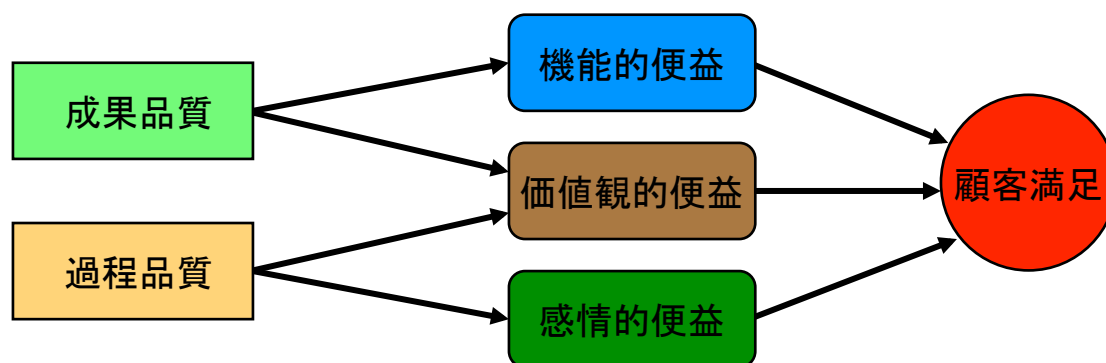 機能的便益
成果品質
価値観的便益
顧客満足
過程品質
感情的便益